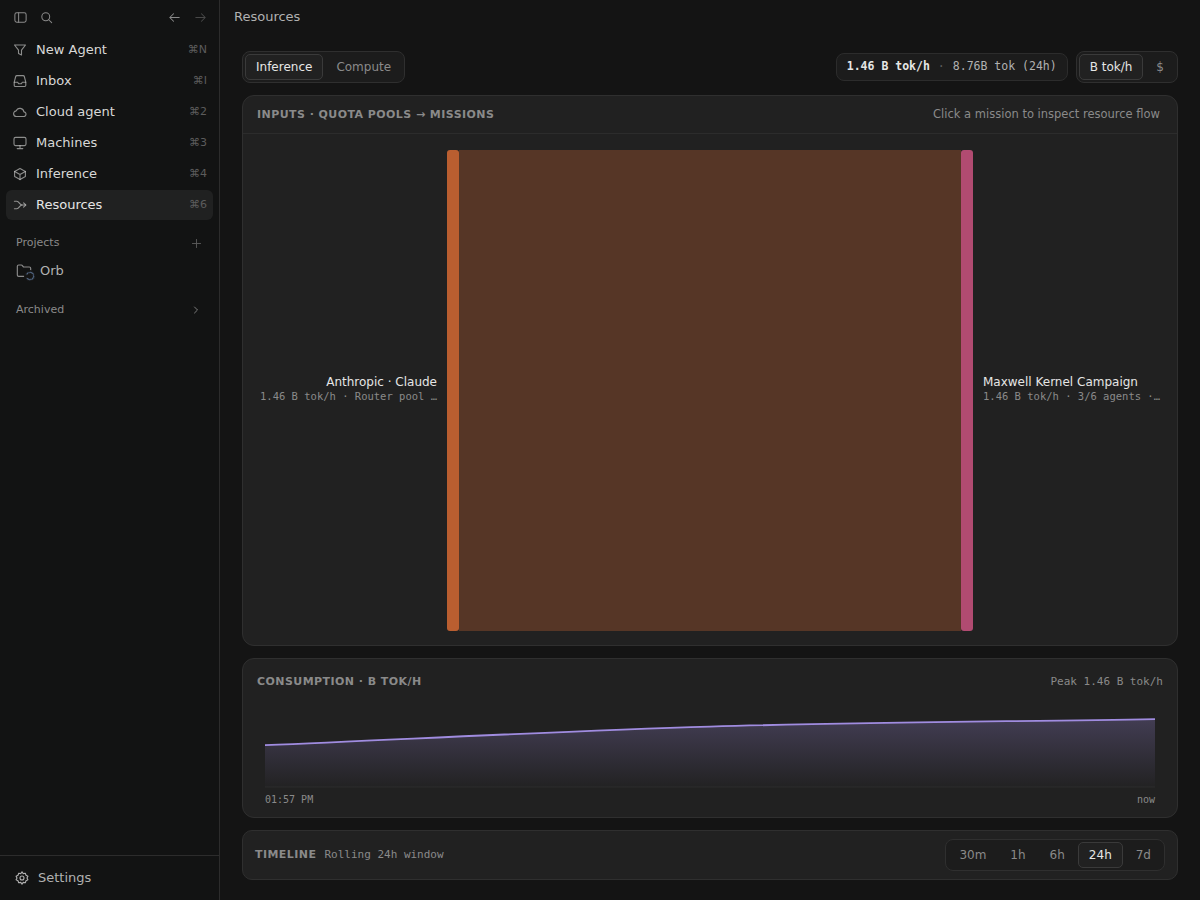 Resources
New Agent ⌘N
Inbox ⌘I
Cloud agent ⌘2
Machines ⌘3
Inference ⌘4
Resources ⌘6
Projects
Orb
Archived
Settings
Inference Compute
1.46 B tok/h · 8.76B tok (24h)
B tok/h $
INPUTS · QUOTA POOLS → MISSIONS
Click a mission to inspect resource flow
Anthropic · Claude
1.46 B tok/h · Router pool …
Maxwell Kernel Campaign
1.46 B tok/h · 3/6 agents ·…
CONSUMPTION · B TOK/H
Peak 1.46 B tok/h
01:57 PM
now
TIMELINE Rolling 24h window
30m 1h 6h 24h 7d